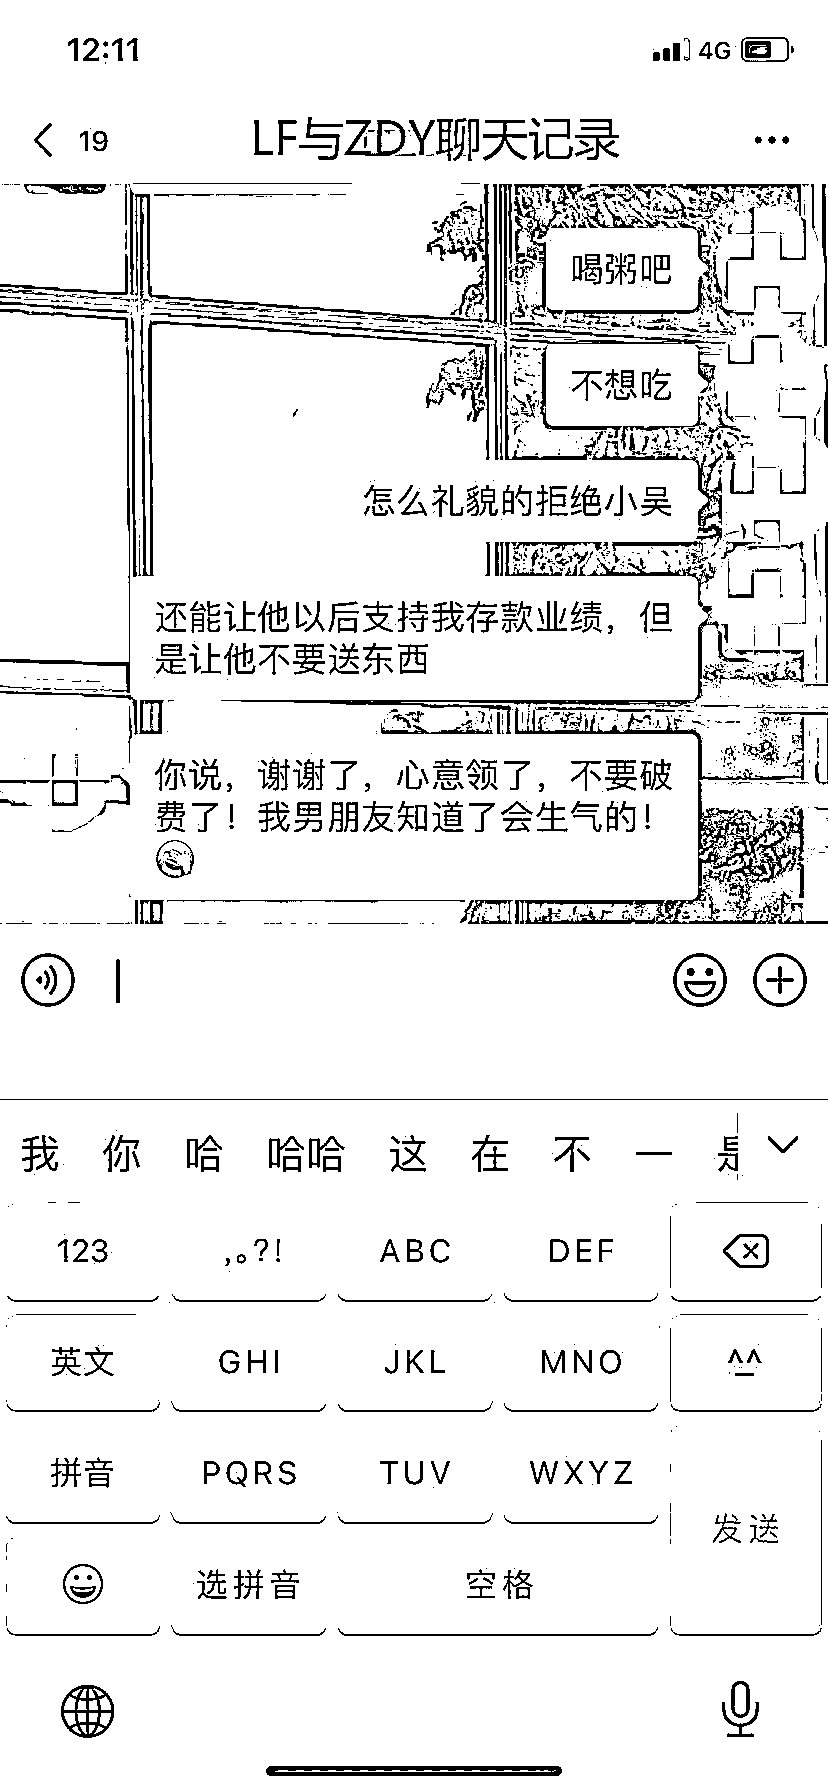 12:11
4G
19
LF与ZDY聊天记录
喝粥吧
不想吃
怎么礼貌的拒绝小吴
还能让他以后支持我存款业绩，但
是让他不要送东西
你说，谢谢了，心意领了，不要破
费了！我男朋友知道了会生气的！
我 你 哈 哈哈 这 在 不 一 是
123 ,。?! ABC DEF
英文 GHI JKL MNO ^^
拼音 PQRS TUV WXYZ
发送
选拼音 空格